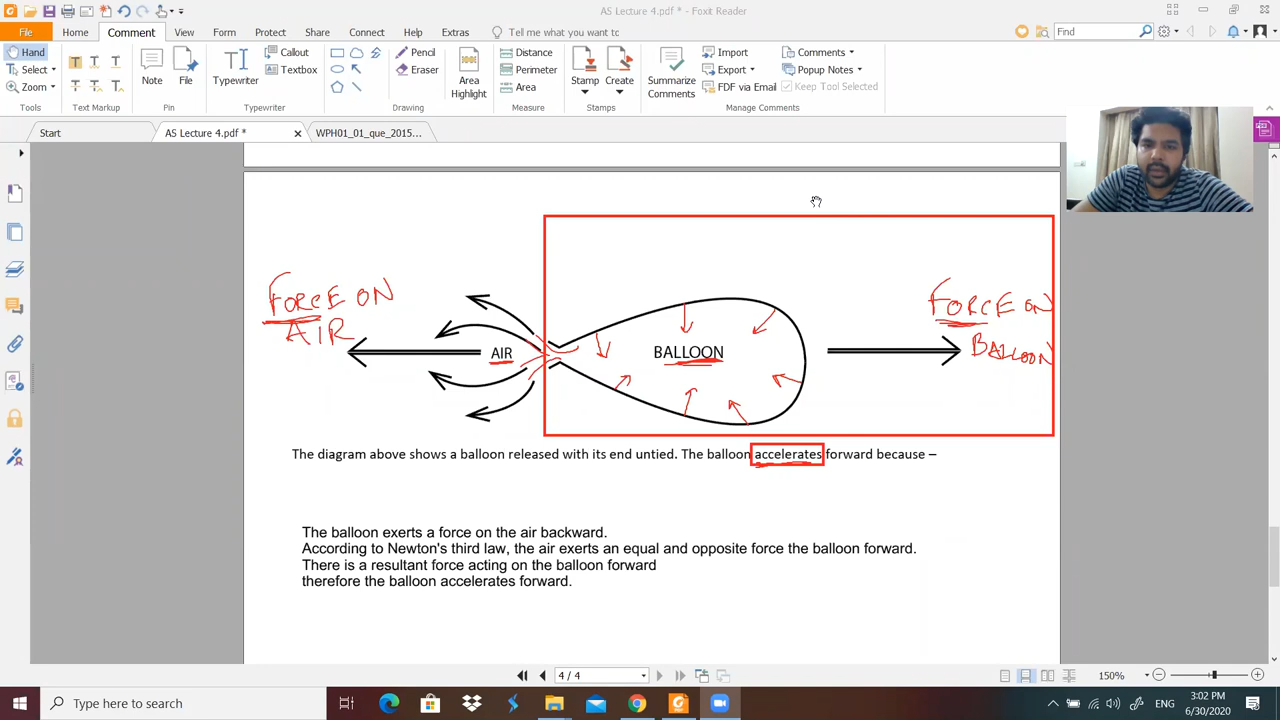 AS Lecture 4.pdf * - Foxit Reader
File
Home
Comment
View
Form
Protect
Share
Connect
Help
Extras
Tell me what you want to do
Find
Hand
Select
Zoom
Tools
Text Markup
Note
File
Pin
Typewriter
Callout
Textbox
Typewriter
Pencil
Eraser
Drawing
Area Highlight
Distance
Perimeter
Area
Measure
Stamp
Create
Stamps
Summarize Comments
Import
Export
FDF via Email
Comments
Popup Notes
Keep Tool Selected
Manage Comments
Start
AS Lecture 4.pdf *
WPH01_01_que_2015...
FORCE ON
AIR
AIR
BALLOON
FORCE ON
BALLOON
The diagram above shows a balloon released with its end untied. The balloon accelerates forward because –
The balloon exerts a force on the air backward.
According to Newton's third law, the air exerts an equal and opposite force the balloon forward.
There is a resultant force acting on the balloon forward
therefore the balloon accelerates forward.
4 / 4
150%
Type here to search
3:02 PM
6/30/2020